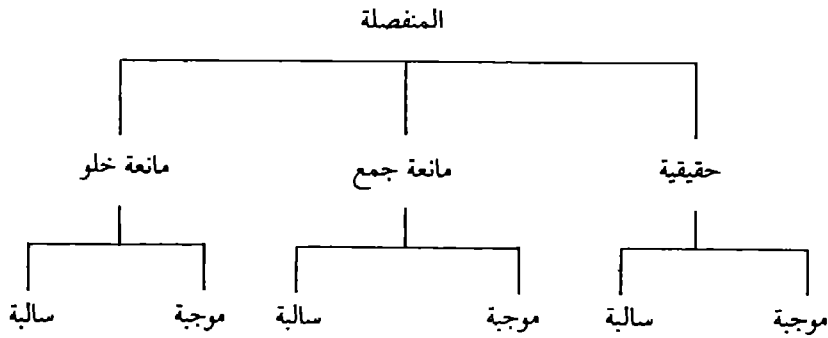 المنفصلة
حقيقية مانعة جمع مانعة خلو
موجبة سالبة موجبة سالبة موجبة سالبة